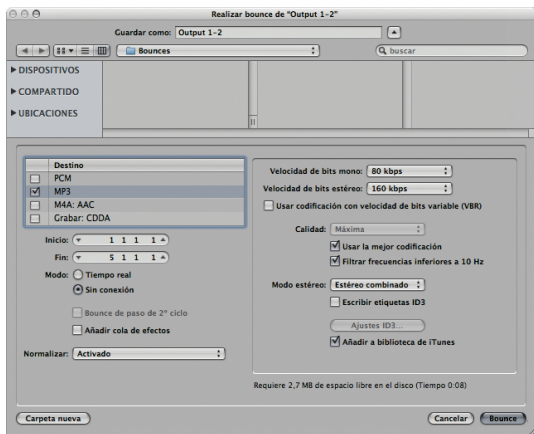 Realizar bounce de "Output 1-2"
Guardar como: Output 1-2
Bounces
buscar
DISPOSITIVOS
COMPARTIDO
UBICACIONES
Destino
PCM
MP3
M4A: AAC
Grabar: CDDA
Inicio: 1 1 1 1
Fin: 5 1 1 1
Modo: Tiempo real
Sin conexión
Bounce de paso de 2º ciclo
Añadir cola de efectos
Normalizar: Activado
Velocidad de bits mono: 80 kbps
Velocidad de bits estéreo: 160 kbps
Usar codificación con velocidad de bits variable (VBR)
Calidad: Máxima
Usar la mejor codificación
Filtrar frecuencias inferiores a 10 Hz
Modo estéreo: Estéreo combinado
Escribir etiquetas ID3
Ajustes ID3...
Añadir a biblioteca de iTunes
Requiere 2,7 MB de espacio libre en el disco (Tiempo 0:08)
Carpeta nueva
Cancelar
Bounce